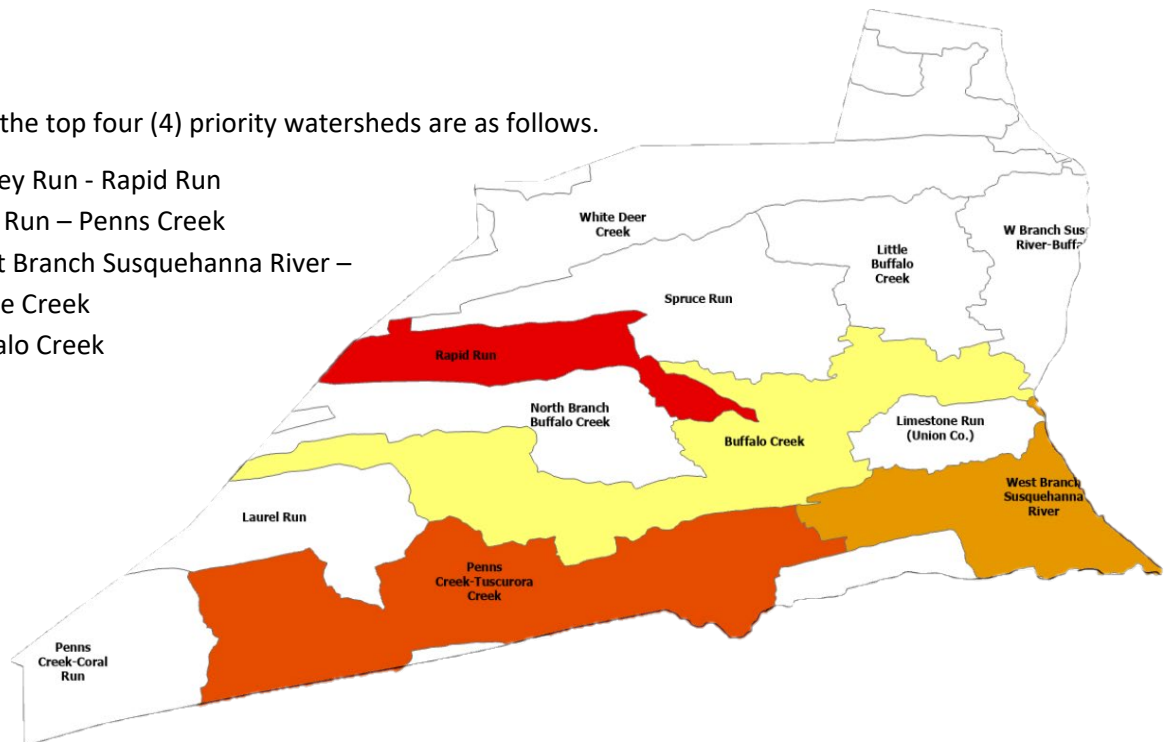 the top four (4) priority watersheds are as follows.
ey Run - Rapid Run
Run – Penns Creek
t Branch Susquehanna River –
e Creek
alo Creek
White Deer
Creek
Little
Buffalo
Creek
W Branch Sus
River-Buffa
Spruce Run
Rapid Run
North Branch
Buffalo Creek
Buffalo Creek
Limestone Run
(Union Co.)
West Branch
Susquehanna
River
Laurel Run
Penns
Creek-Tuscurora
Creek
Penns
Creek-Coral
Run